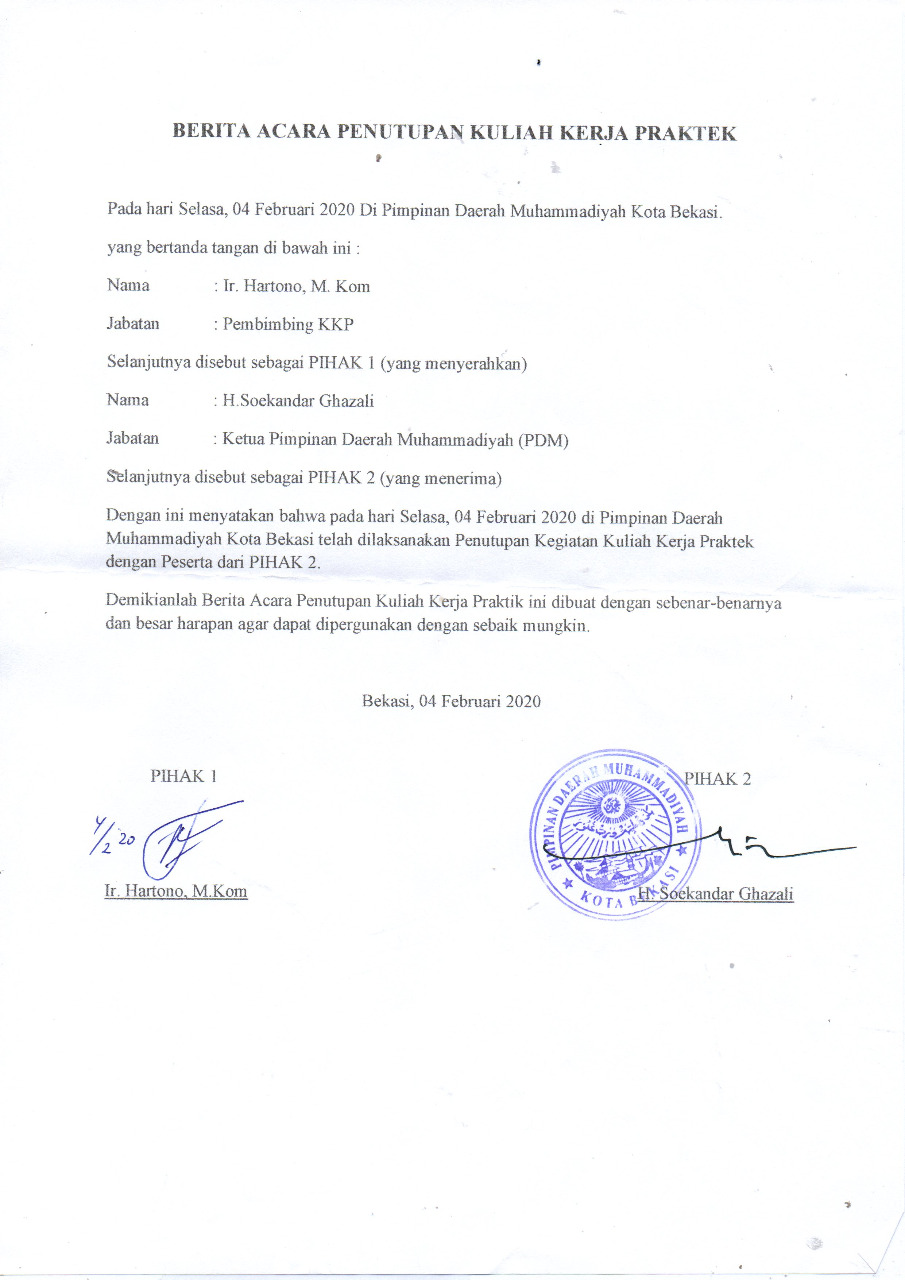 BERITA ACARA PENUTUPAN KULIAH KERJA PRAKTEK
Pada hari Selasa, 04 Februari 2020 Di Pimpinan Daerah Muhammadiyah Kota Bekasi.
yang bertanda tangan di bawah ini :
Nama : Ir. Hartono, M. Kom
Jabatan : Pembimbing KKP
Selanjutnya disebut sebagai PIHAK 1 (yang menyerahkan)
Nama : H.Soekandar Ghazali
Jabatan : Ketua Pimpinan Daerah Muhammadiyah (PDM)
Selanjutnya disebut sebagai PIHAK 2 (yang menerima)
Dengan ini menyatakan bahwa pada hari Selasa, 04 Februari 2020 di Pimpinan Daerah
Muhammadiyah Kota Bekasi telah dilaksanakan Penutupan Kegiatan Kuliah Kerja Praktek
dengan Peserta dari PIHAK 2.
Demikianlah Berita Acara Penutupan Kuliah Kerja Praktik ini dibuat dengan sebenar-benarnya
dan besar harapan agar dapat dipergunakan dengan sebaik mungkin.
Bekasi, 04 Februari 2020
PIHAK 1
PIHAK 2
PIMPINAN DAERAH MUHAMMADIYAH
KOTA BEKASI
4/2 20
Ir. Hartono, M.Kom
H. Soekandar Ghazali